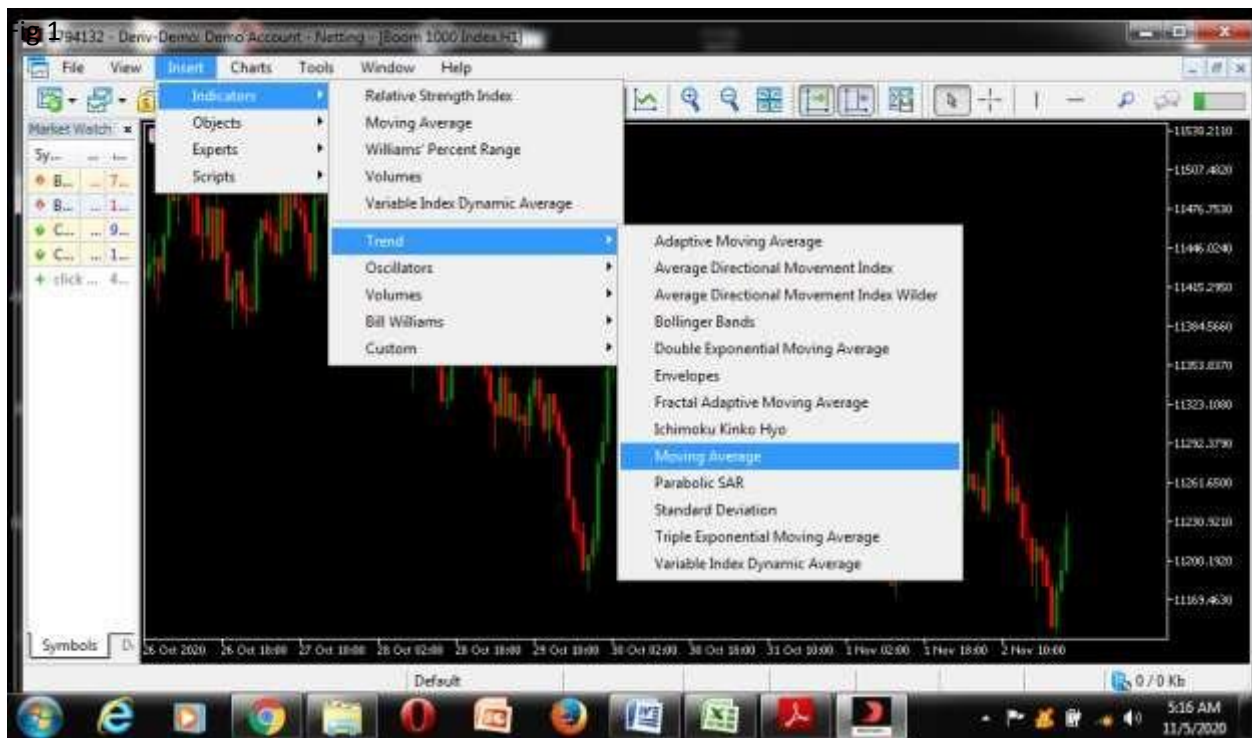 Fig 1
794132 - Deriv-Demo: Demo Account - Netting - [Boom 1000 Index,H1]
File View Insert Charts Tools Window Help
Indicators
Objects
Experts
Scripts
Relative Strength Index
Moving Average
Williams' Percent Range
Volumes
Variable Index Dynamic Average
Trend
Oscillators
Volumes
Bill Williams
Custom
Adaptive Moving Average
Average Directional Movement Index
Average Directional Movement Index Wilder
Bollinger Bands
Double Exponential Moving Average
Envelopes
Fractal Adaptive Moving Average
Ichimoku Kinko Hyo
Moving Average
Parabolic SAR
Standard Deviation
Triple Exponential Moving Average
Variable Index Dynamic Average
Market Watch
Sy...
B... ... 7...
B... ... 1...
C... ... 9...
C... ... 1...
+ click ... 4...
11507.4820
11476.7530
11446.0240
11415.2950
11384.5660
11353.8370
11323.1080
11292.3790
11261.6500
11230.9210
11200.1920
11169.4630
Symbols
26 Oct 2020 26 Oct 18:00 27 Oct 10:00 28 Oct 02:00 28 Oct 18:00 29 Oct 10:00 30 Oct 02:00 30 Oct 18:00 31 Oct 10:00 1 Nov 02:00 1 Nov 18:00 2 Nov 10:00
Default
0 / 0 Kb
5:16 AM
11/5/2020